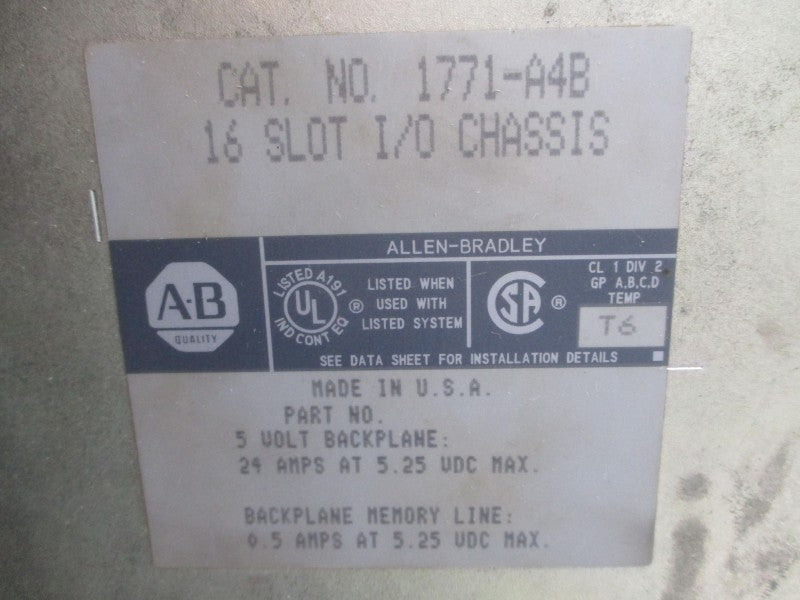 CAT. NO. 1771-A4B
16 SLOT I/O CHASSIS
ALLEN-BRADLEY
A-B
QUALITY
LISTED A191
UL
IND CONT EQ
®
LISTED WHEN
USED WITH
LISTED SYSTEM
CSA ®
CL 1 DIV 2
GP A,B,C,D
TEMP
T6
SEE DATA SHEET FOR INSTALLATION DETAILS
MADE IN U.S.A.
PART NO.
5 VOLT BACKPLANE:
24 AMPS AT 5.25 VDC MAX.
BACKPLANE MEMORY LINE:
0.5 AMPS AT 5.25 VDC MAX.